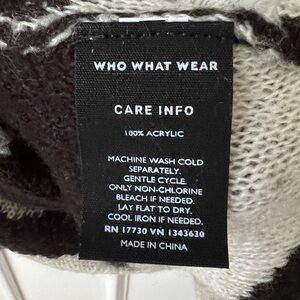 WHO WHAT WEAR
CARE INFO
100% ACRYLIC
MACHINE WASH COLD
SEPARATELY.
GENTLE CYCLE.
ONLY NON-CHLORINE
BLEACH IF NEEDED.
LAY FLAT TO DRY.
COOL IRON IF NEEDED.
RN 17730 VN 1343630
MADE IN CHINA